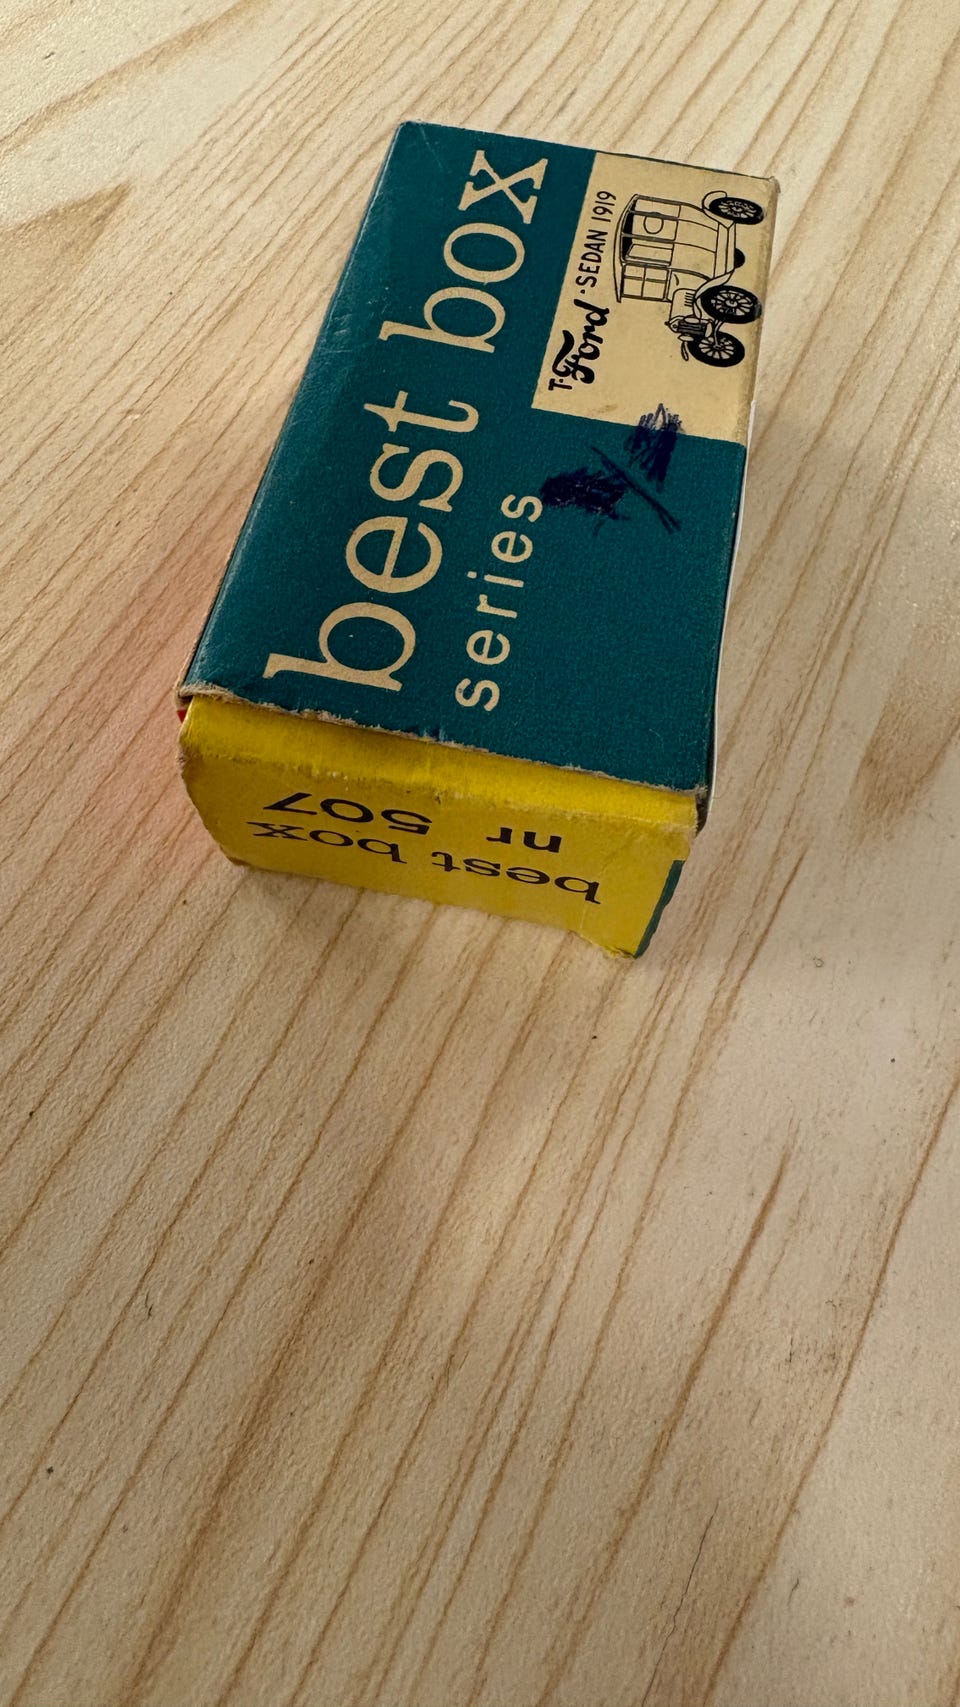 best box
series
T·Ford·SEDAN 1919
best box
nr 507